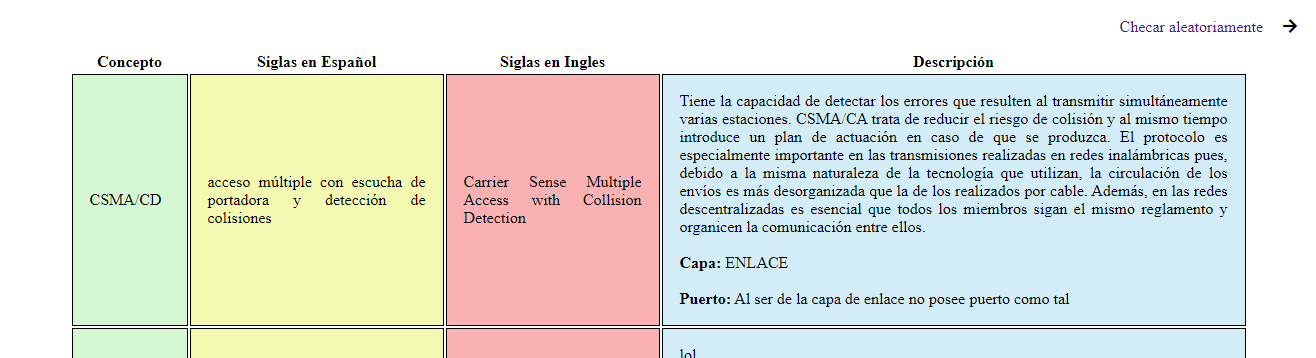 Checar aleatoriamente
Concepto Siglas en Español Siglas en Ingles Descripción
CSMA/CD
acceso múltiple con escucha de
portadora y detección de
colisiones
Carrier Sense Multiple
Access with Collision
Detection
Tiene la capacidad de detectar los errores que resulten al transmitir simultáneamente
varias estaciones. CSMA/CA trata de reducir el riesgo de colisión y al mismo tiempo
introduce un plan de actuación en caso de que se produzca. El protocolo es
especialmente importante en las transmisiones realizadas en redes inalámbricas pues,
debido a la misma naturaleza de la tecnología que utilizan, la circulación de los
envíos es más desorganizada que la de los realizados por cable. Además, en las redes
descentralizadas es esencial que todos los miembros sigan el mismo reglamento y
organicen la comunicación entre ellos.
Capa: ENLACE
Puerto: Al ser de la capa de enlace no posee puerto como tal
lol